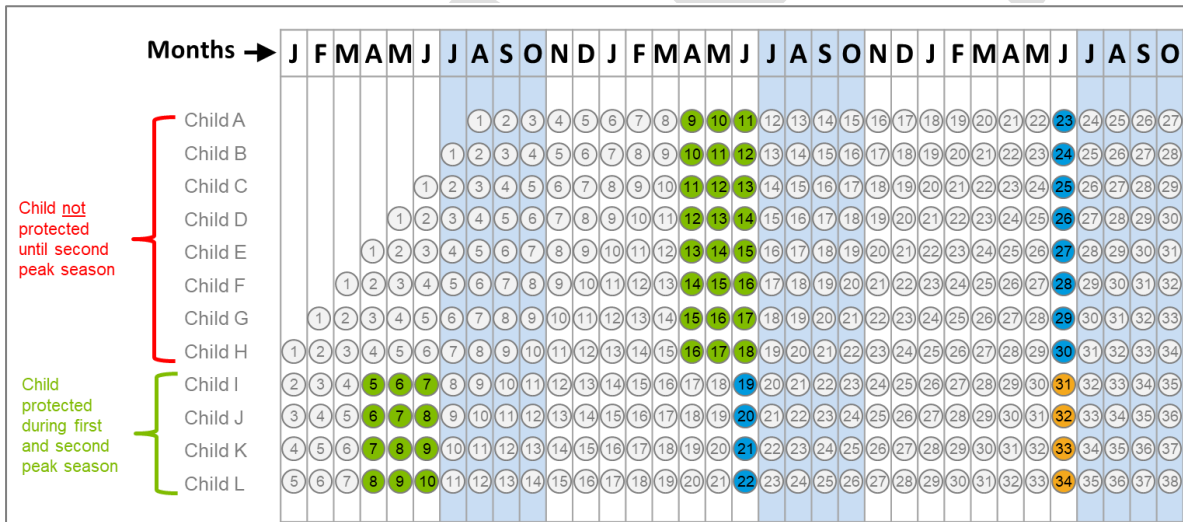 Months J F M A M J J A S O N D J F M A M J J A S O N D J F M A M J J A S O
Child A 1 2 3 4 5 6 7 8 9 10 11 12 13 14 15 16 17 18 19 20 21 22 23 24 25 26 27
Child B 1 2 3 4 5 6 7 8 9 10 11 12 13 14 15 16 17 18 19 20 21 22 23 24 25 26 27 28
Child C 1 2 3 4 5 6 7 8 9 10 11 12 13 14 15 16 17 18 19 20 21 22 23 24 25 26 27 28 29
Child D 1 2 3 4 5 6 7 8 9 10 11 12 13 14 15 16 17 18 19 20 21 22 23 24 25 26 27 28 29 30
Child E 1 2 3 4 5 6 7 8 9 10 11 12 13 14 15 16 17 18 19 20 21 22 23 24 25 26 27 28 29 30 31
Child F 1 2 3 4 5 6 7 8 9 10 11 12 13 14 15 16 17 18 19 20 21 22 23 24 25 26 27 28 29 30 31 32
Child G 1 2 3 4 5 6 7 8 9 10 11 12 13 14 15 16 17 18 19 20 21 22 23 24 25 26 27 28 29 30 31 32 33
Child H 1 2 3 4 5 6 7 8 9 10 11 12 13 14 15 16 17 18 19 20 21 22 23 24 25 26 27 28 29 30 31 32 33 34
Child I 2 3 4 5 6 7 8 9 10 11 12 13 14 15 16 17 18 19 20 21 22 23 24 25 26 27 28 29 30 31 32 33 34 35
Child J 3 4 5 6 7 8 9 10 11 12 13 14 15 16 17 18 19 20 21 22 23 24 25 26 27 28 29 30 31 32 33 34 35 36
Child K 4 5 6 7 8 9 10 11 12 13 14 15 16 17 18 19 20 21 22 23 24 25 26 27 28 29 30 31 32 33 34 35 36 37
Child L 5 6 7 8 9 10 11 12 13 14 15 16 17 18 19 20 21 22 23 24 25 26 27 28 29 30 31 32 33 34 35 36 37 38
Child not
protected
until second
peak season
Child
protected
during first
and second
peak season